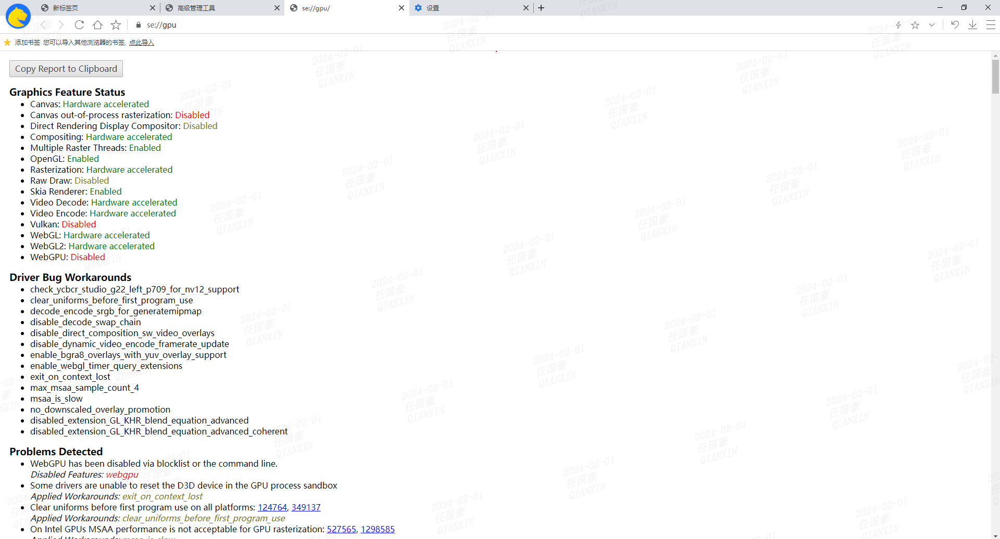 新标签页
高级管理工具
se://gpu/
设置
se://gpu
添加书签 您可以导入其他浏览器的书签, 点此导入
Copy Report to Clipboard
Graphics Feature Status
Canvas: Hardware accelerated
Canvas out-of-process rasterization: Disabled
Direct Rendering Display Compositor: Disabled
Compositing: Hardware accelerated
Multiple Raster Threads: Enabled
OpenGL: Enabled
Rasterization: Hardware accelerated
Raw Draw: Disabled
Skia Renderer: Enabled
Video Decode: Hardware accelerated
Video Encode: Hardware accelerated
Vulkan: Disabled
WebGL: Hardware accelerated
WebGL2: Hardware accelerated
WebGPU: Disabled
Driver Bug Workarounds
check_ycbcr_studio_g22_left_p709_for_nv12_support
clear_uniforms_before_first_program_use
decode_encode_srgb_for_generatemipmap
disable_decode_swap_chain
disable_direct_composition_sw_video_overlays
disable_dynamic_video_encode_framerate_update
enable_bgra8_overlays_with_yuv_overlay_support
enable_webgl_timer_query_extensions
exit_on_context_lost
max_msaa_sample_count_4
msaa_is_slow
no_downscaled_overlay_promotion
disabled_extension_GL_KHR_blend_equation_advanced
disabled_extension_GL_KHR_blend_equation_advanced_coherent
Problems Detected
WebGPU has been disabled via blocklist or the command line.
Disabled Features: webgpu
Some drivers are unable to reset the D3D device in the GPU process sandbox
Applied Workarounds: exit_on_context_lost
Clear uniforms before first program use on all platforms: 124764, 349137
Applied Workarounds: clear_uniforms_before_first_program_use
On Intel GPUs MSAA performance is not acceptable for GPU rasterization: 527565, 1298585
Applied Workarounds: msaa_is_slow
2024-02-01
任国豪
QIANXIN